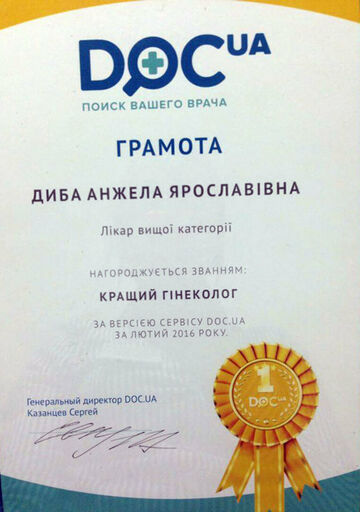 DOC UA
ПОИСК ВАШЕГО ВРАЧА
ГРАМОТА
ДИБА АНЖЕЛА ЯРОСЛАВІВНА
Лікар вищої категорії
НАГОРОДЖУЄТЬСЯ ЗВАННЯМ:
КРАЩИЙ ГІНЕКОЛОГ
ЗА ВЕРСІЄЮ СЕРВІСУ DOC.UA
ЗА ЛЮТИЙ 2016 РОКУ.
Генеральный директор DOC.UA
Казанцев Сергей
1
DOC UA